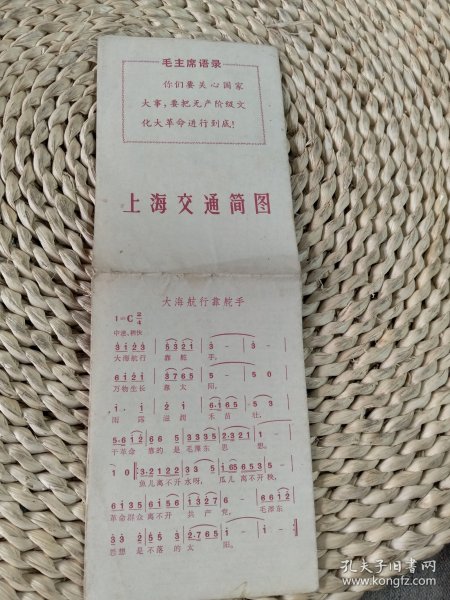 毛主席语录
你们要关心国家
大事，要把无产阶级文
化大革命进行到底！
上海交通简图
大海航行靠舵手
1=C 2/4
中速、稍快
大海航行 靠舵 手，
万物生长 靠太 阳，
雨 露 滋润 禾苗 壮，
干革命 靠的 是毛泽东 思 想。
鱼儿离不开水呀， 瓜儿离不开秧，
革命群众离不开 共产 党， 毛泽东
思想 是不落 的太 阳。
孔夫子旧书网
www.kongfz.com